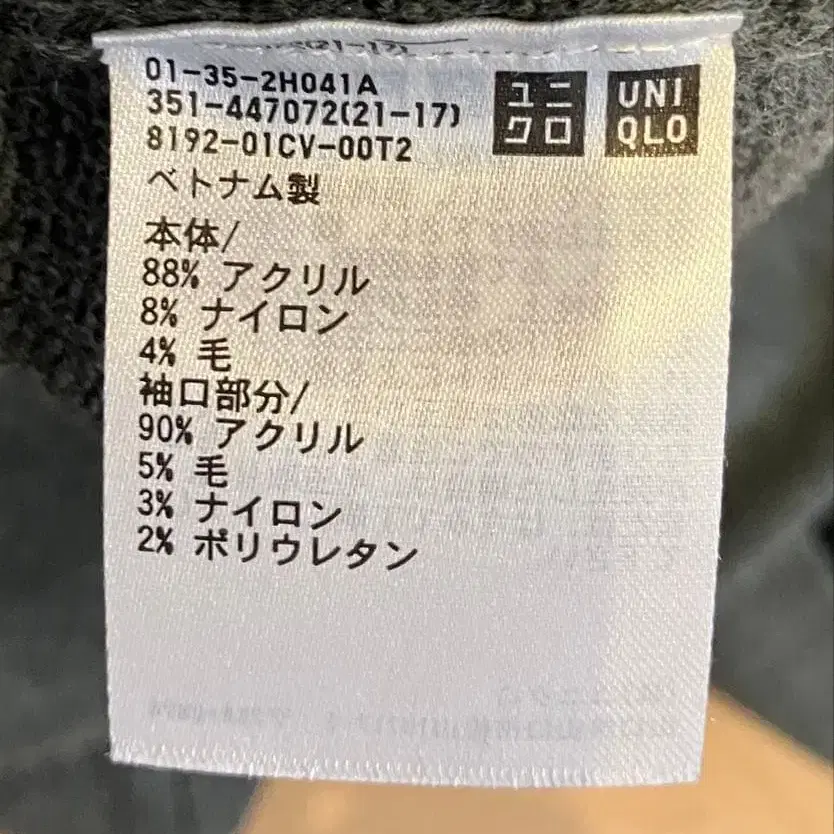 01-35-2H041A
351-447072(21-17)
8192-01CV-00T2
ユニ
クロ
UNI
QLO
ベトナム製
本体/
88% アクリル
8% ナイロン
4% 毛
袖口部分/
90% アクリル
5% 毛
3% ナイロン
2% ポリウレタン